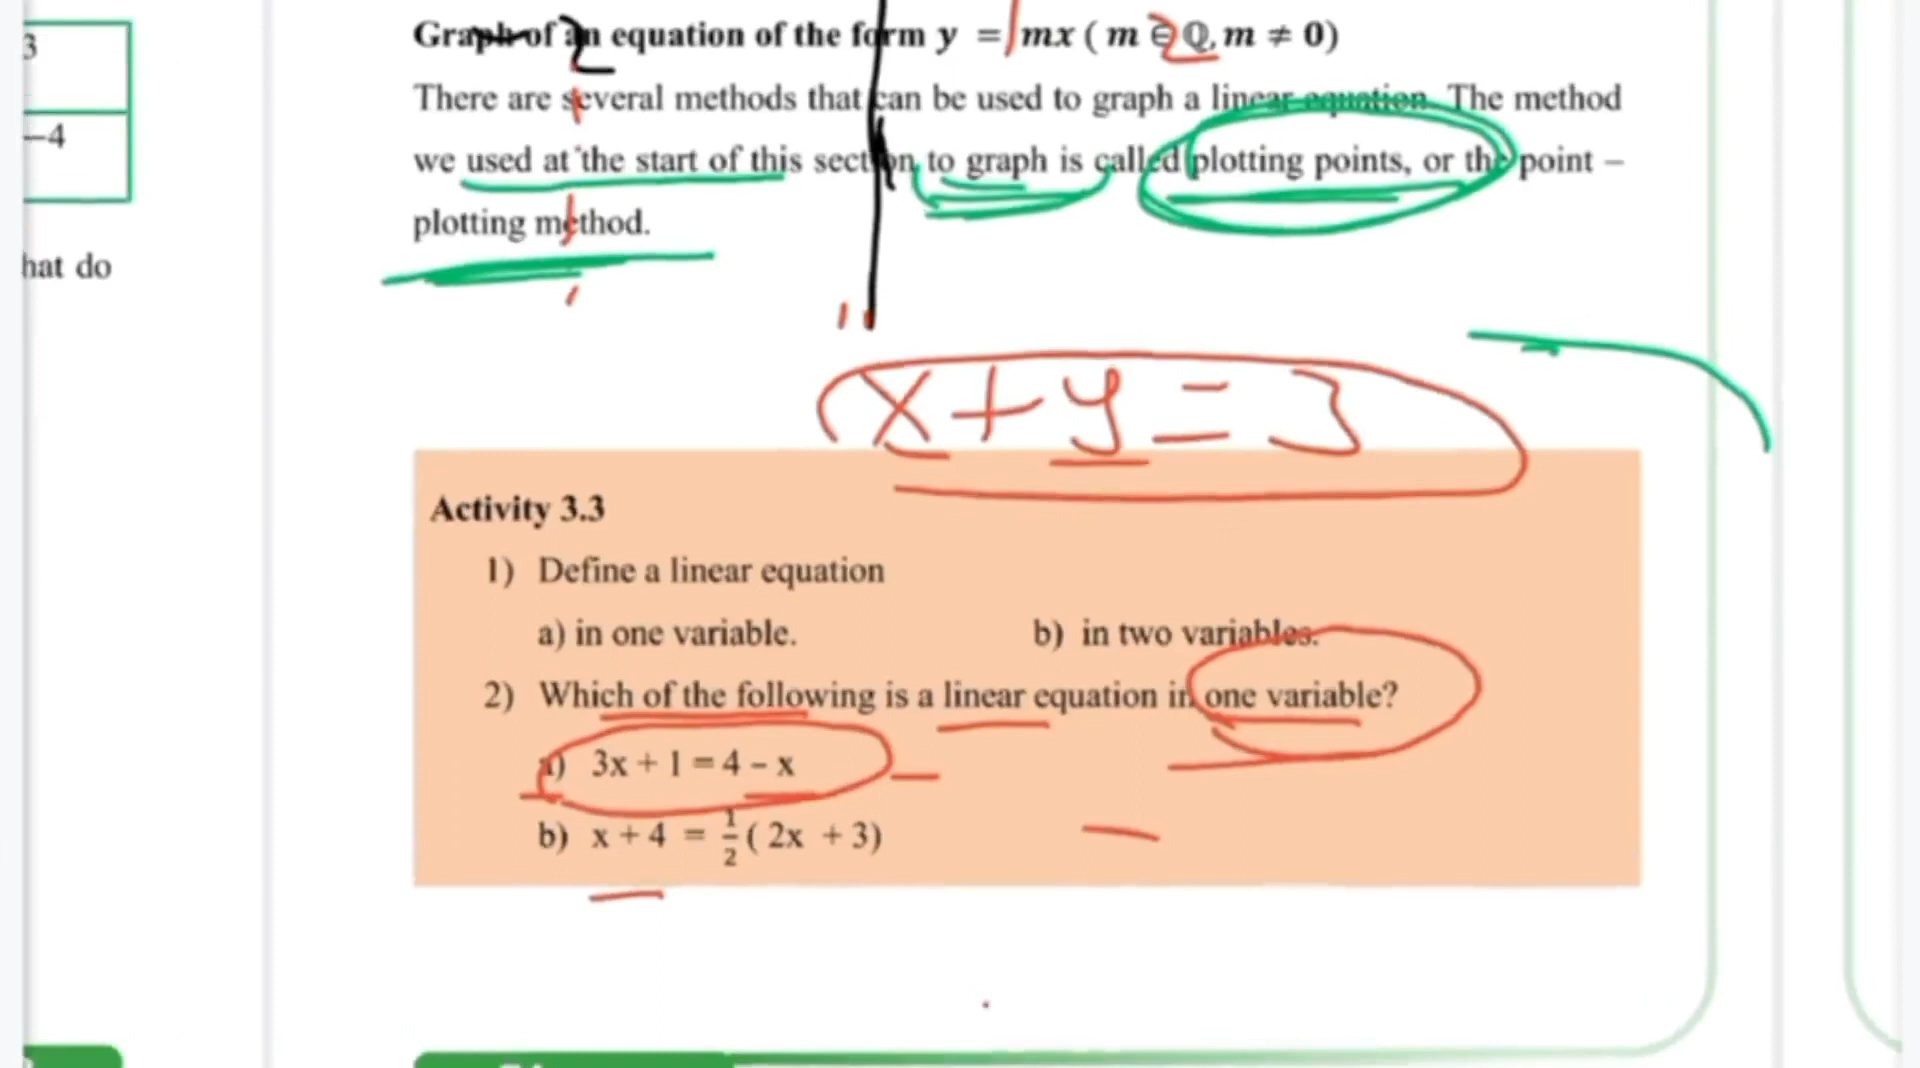 3
Graph of an equation of the form y = mx ( m ∈ ℚ, m ≠ 0)
There are several methods that can be used to graph a linear equation. The method
−4
we used at the start of this section to graph is called plotting points, or the point –
plotting method.
hat do
x + y = 3
Activity 3.3
1) Define a linear equation
a) in one variable. b) in two variables.
2) Which of the following is a linear equation in one variable?
a) 3x + 1 = 4 − x
b) x + 4 = 1/2 ( 2x + 3)